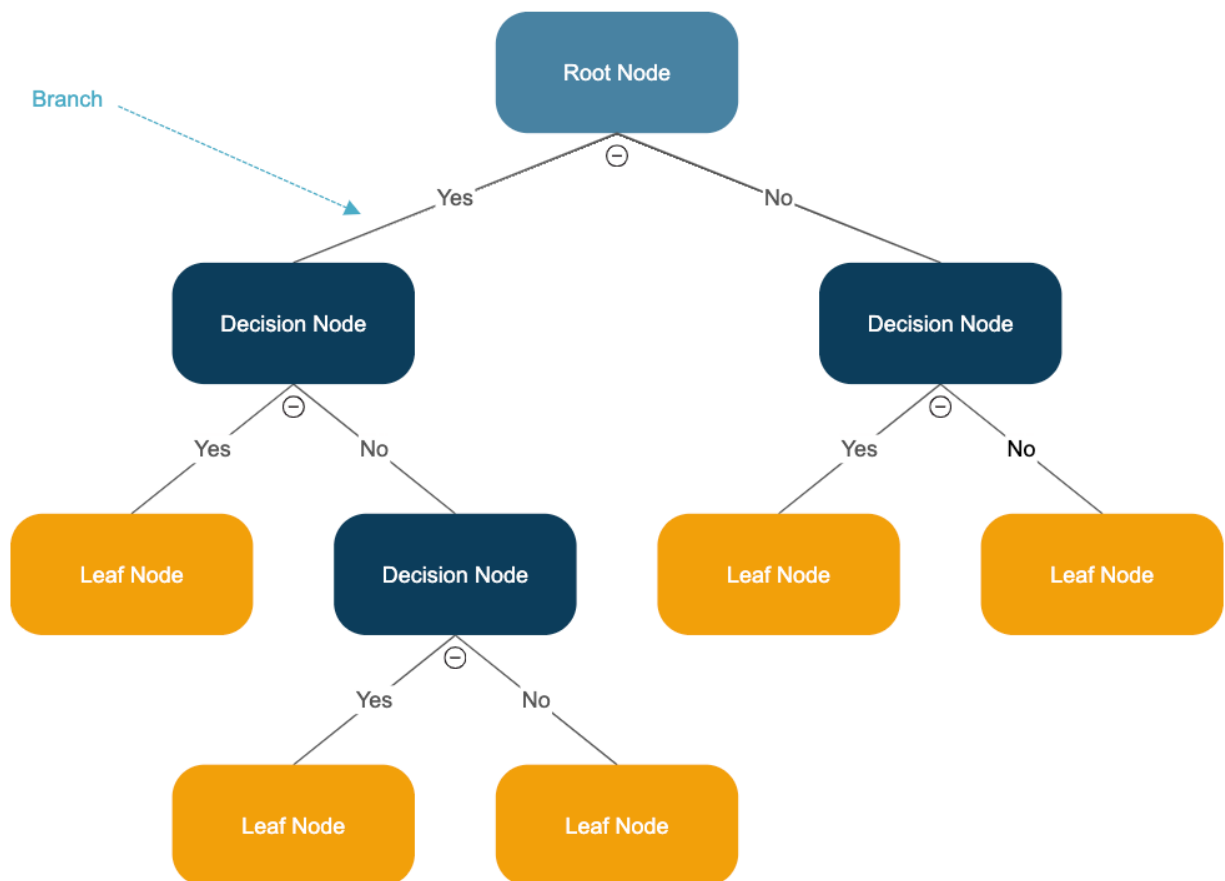 Root Node
Branch
Yes
No
Decision Node
Decision Node
Yes
No
Yes
No
Leaf Node
Decision Node
Leaf Node
Leaf Node
Yes
No
Leaf Node
Leaf Node